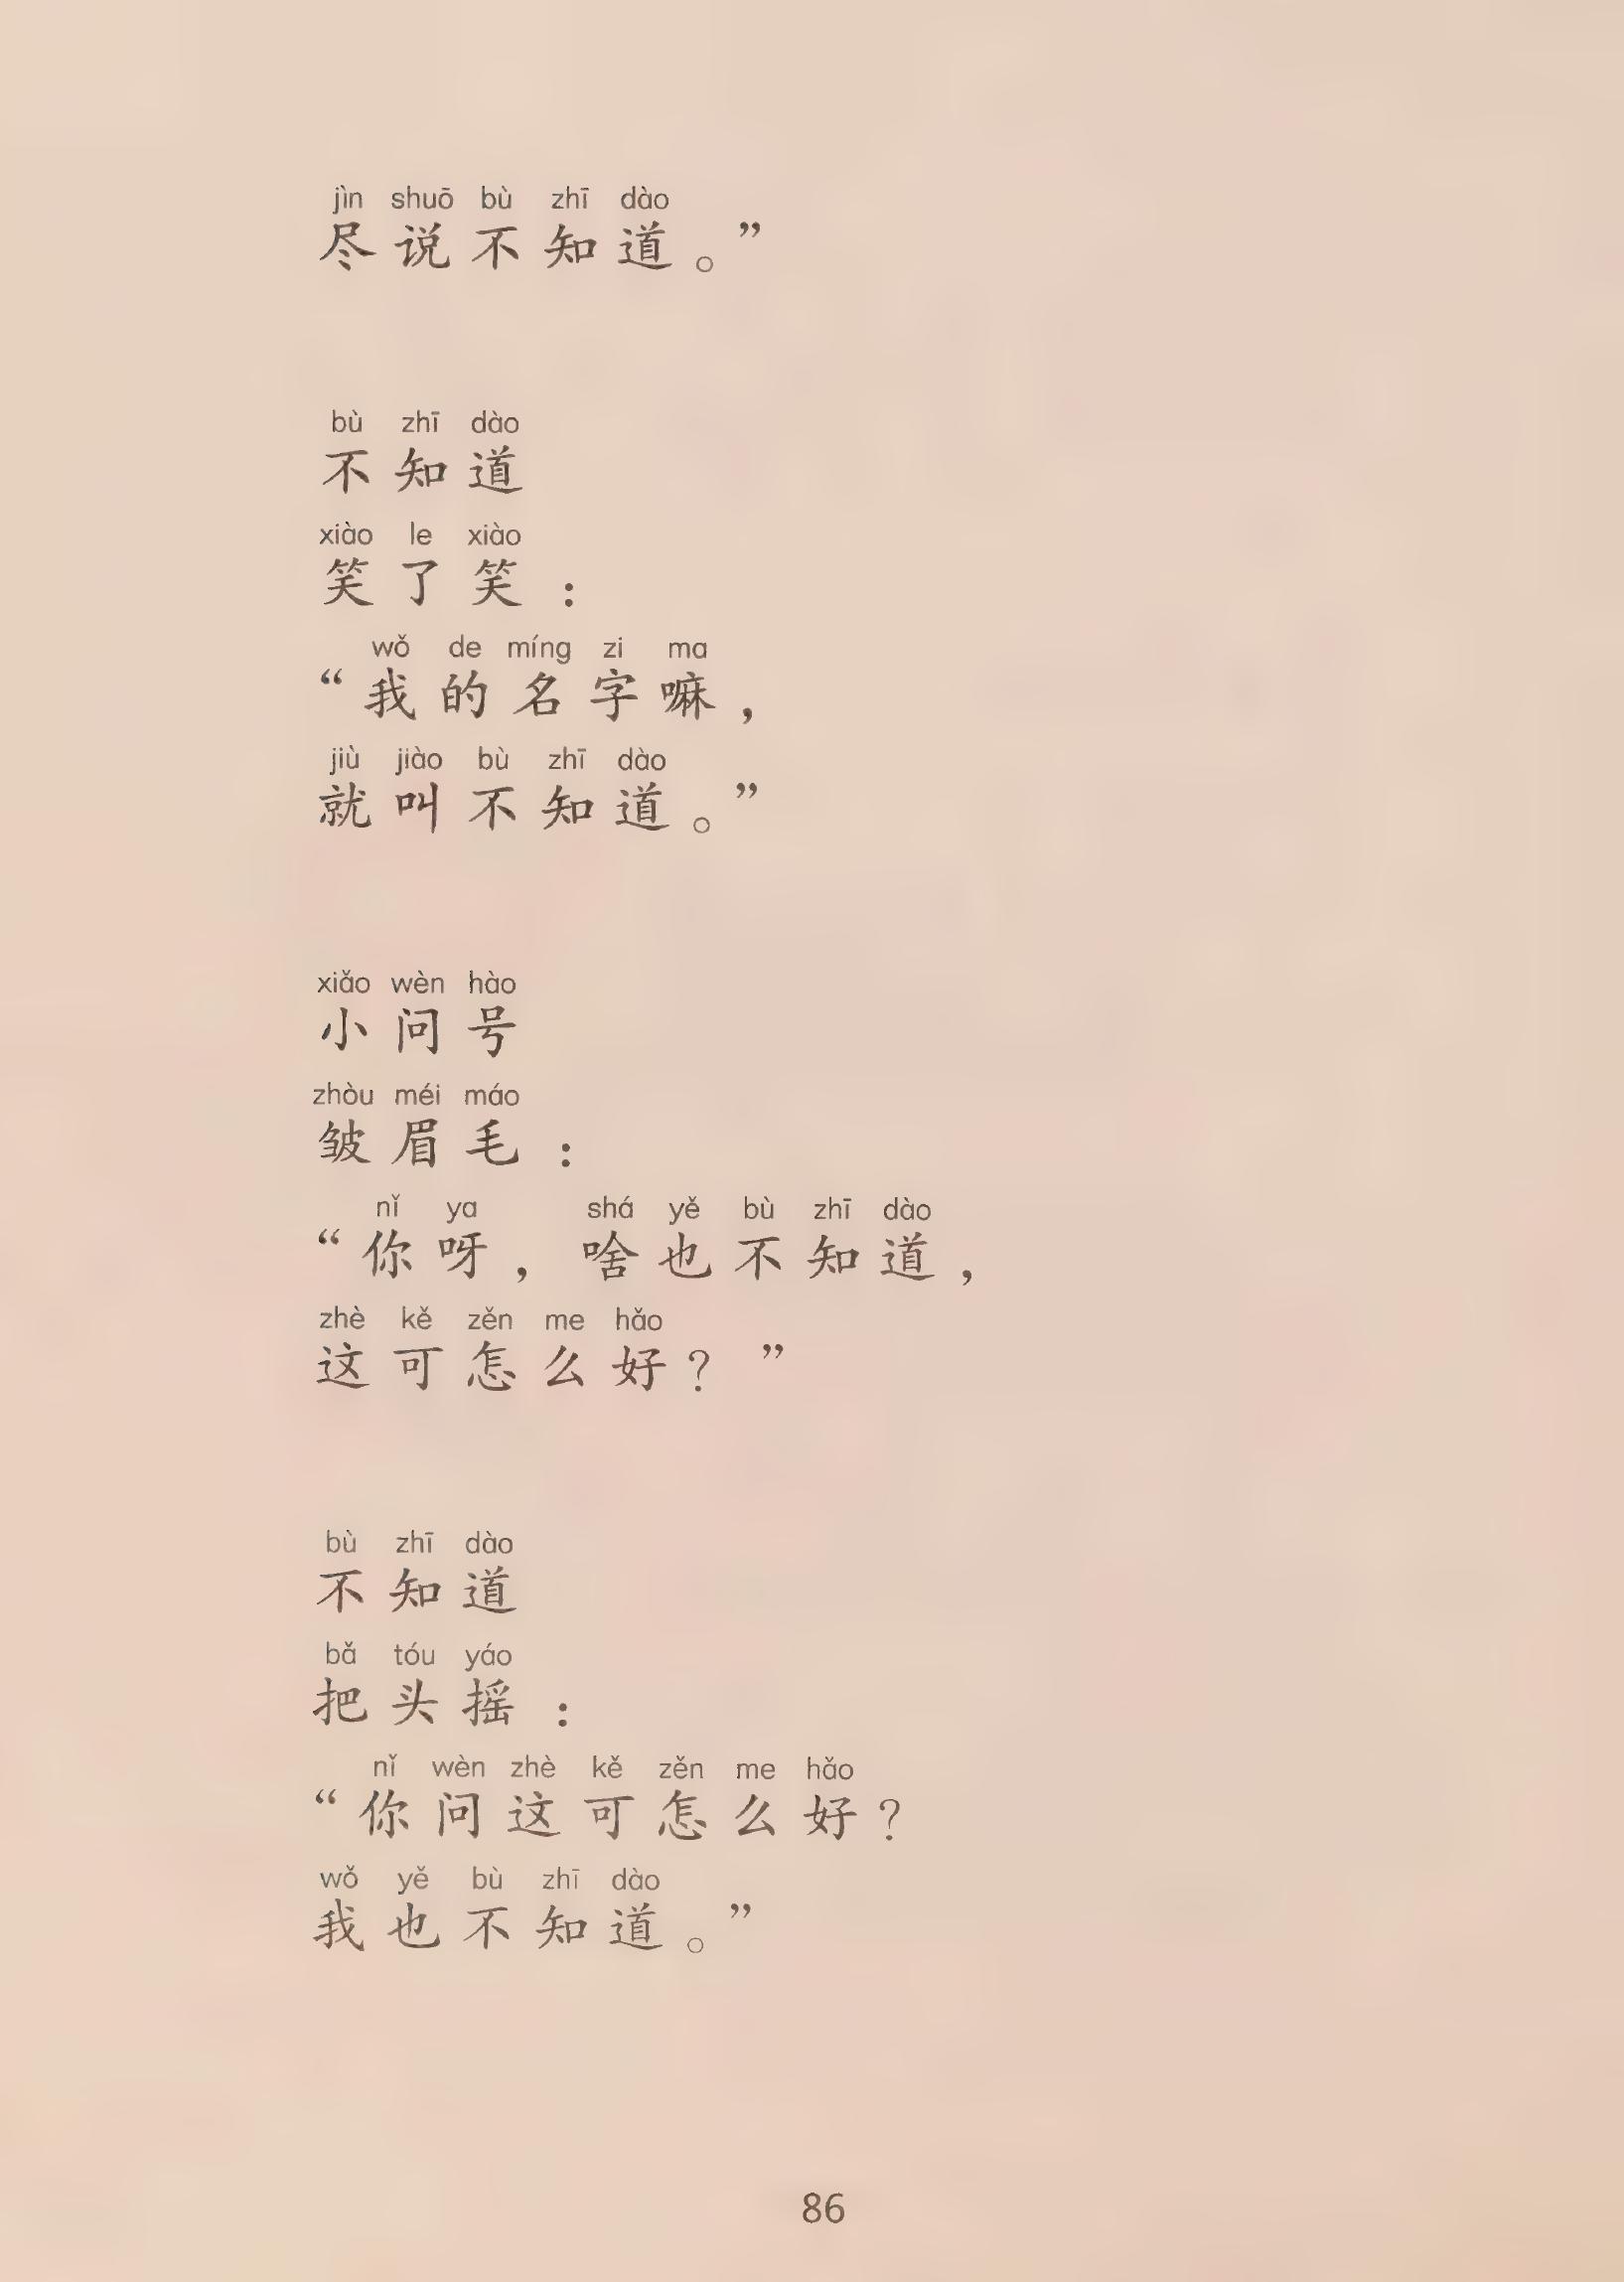 jìn shuō bù zhī dào
尽说不知道。”
bù zhī dào
不知道
xiào le xiào
笑了笑：
wǒ de míng zi ma
“我的名字嘛，
jiù jiào bù zhī dào
就叫不知道。”
xiǎo wèn hào
小问号
zhòu méi máo
皱眉毛：
nǐ ya shá yě bù zhī dào
“你呀，啥也不知道，
zhè kě zěn me hǎo
这可怎么好？”
bù zhī dào
不知道
bǎ tóu yáo
把头摇：
nǐ wèn zhè kě zěn me hǎo
“你问这可怎么好？
wǒ yě bù zhī dào
我也不知道。”
86